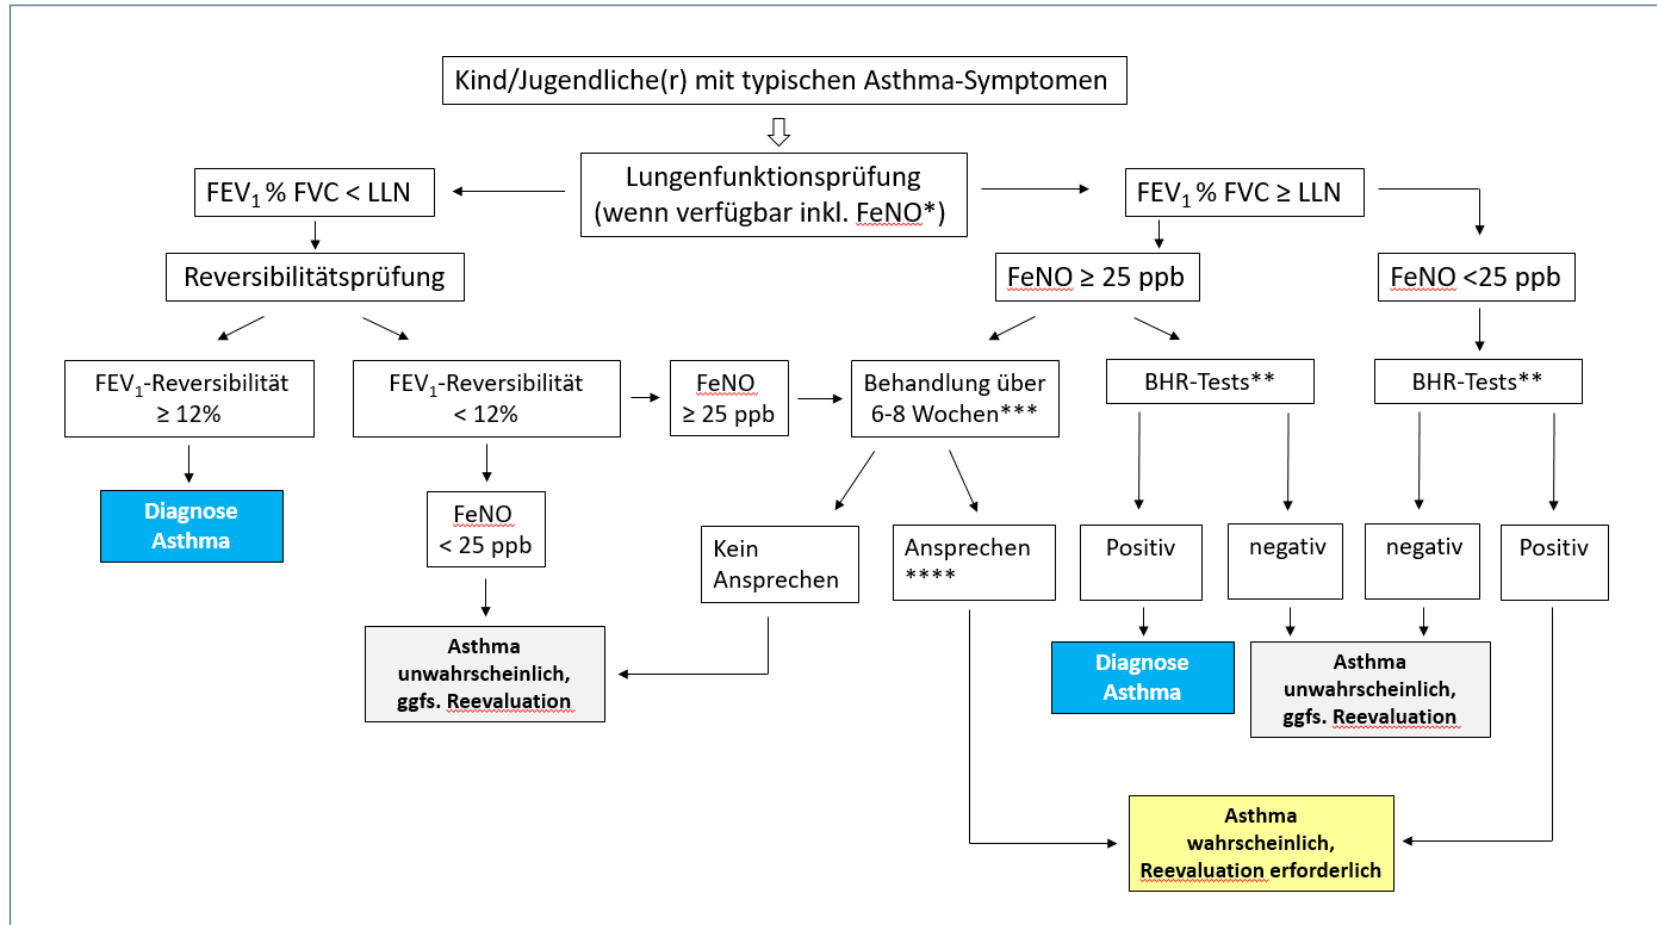 Kind/Jugendliche(r) mit typischen Asthma-Symptomen
Lungenfunktionsprüfung
(wenn verfügbar inkl. FeNO*)
FEV₁ % FVC < LLN
FEV₁ % FVC ≥ LLN
Reversibilitätsprüfung
FeNO ≥ 25 ppb
FeNO <25 ppb
FEV₁-Reversibilität
≥ 12%
FEV₁-Reversibilität
< 12%
FeNO
≥ 25 ppb
Behandlung über
6-8 Wochen***
BHR-Tests**
BHR-Tests**
Diagnose
Asthma
FeNO
< 25 ppb
Kein
Ansprechen
Ansprechen
****
Positiv
negativ
negativ
Positiv
Asthma
unwahrscheinlich,
ggfs. Reevaluation
Diagnose
Asthma
Asthma
unwahrscheinlich,
ggfs. Reevaluation
Asthma
wahrscheinlich,
Reevaluation erforderlich